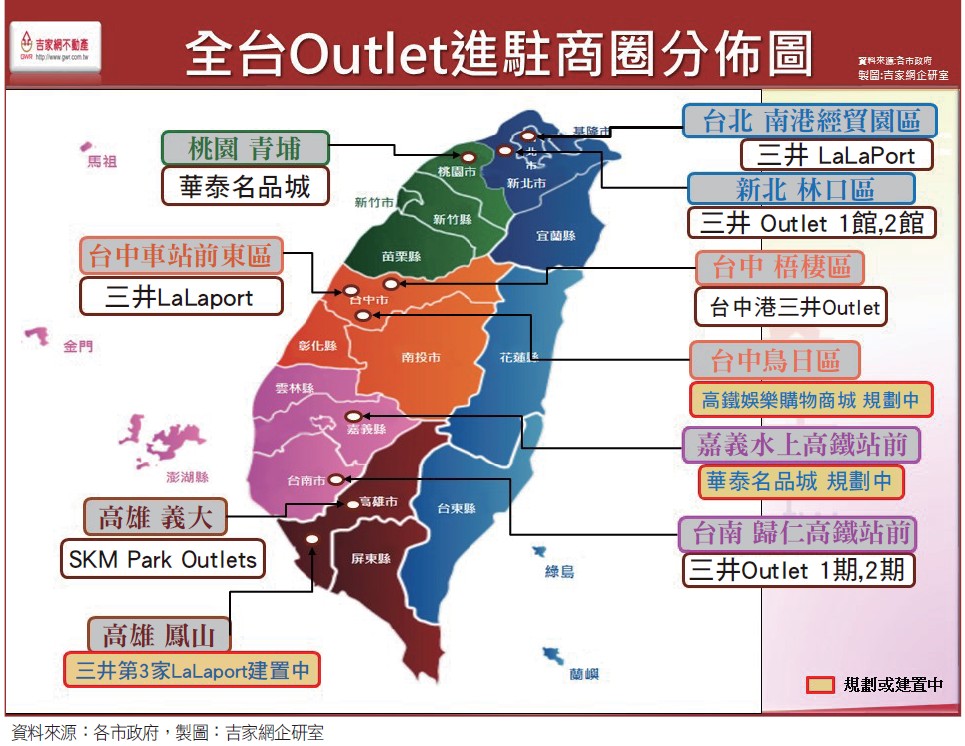 吉家網不動產
GWR http://www.gwr.com.tw
全台Outlet進駐商圈分佈圖
資料來源:各市政府
製圖:吉家網企研室
馬祖
桃園 青埔
華泰名品城
台北 南港經貿園區
三井 LaLaPort
新北 林口區
三井 Outlet 1館,2館
基隆市
北
市
新北市
桃園市
新竹市
新竹縣
宜蘭縣
苗栗縣
台中車站前東區
三井LaLaport
台中 梧棲區
台中港三井Outlet
台中市
金門
彰化縣
南投市
花蓮縣
台中烏日區
高鐵娛樂購物商城 規劃中
雲林縣
嘉義縣
嘉義水上高鐵站前
華泰名品城 規劃中
澎湖縣
台南市
高雄市
台東縣
高雄 義大
SKM Park Outlets
台南 歸仁高鐵站前
三井Outlet 1期,2期
屏東縣
綠島
高雄 鳳山
三井第3家LaLaport建置中
蘭嶼
規劃或建置中
資料來源：各市政府，製圖：吉家網企研室